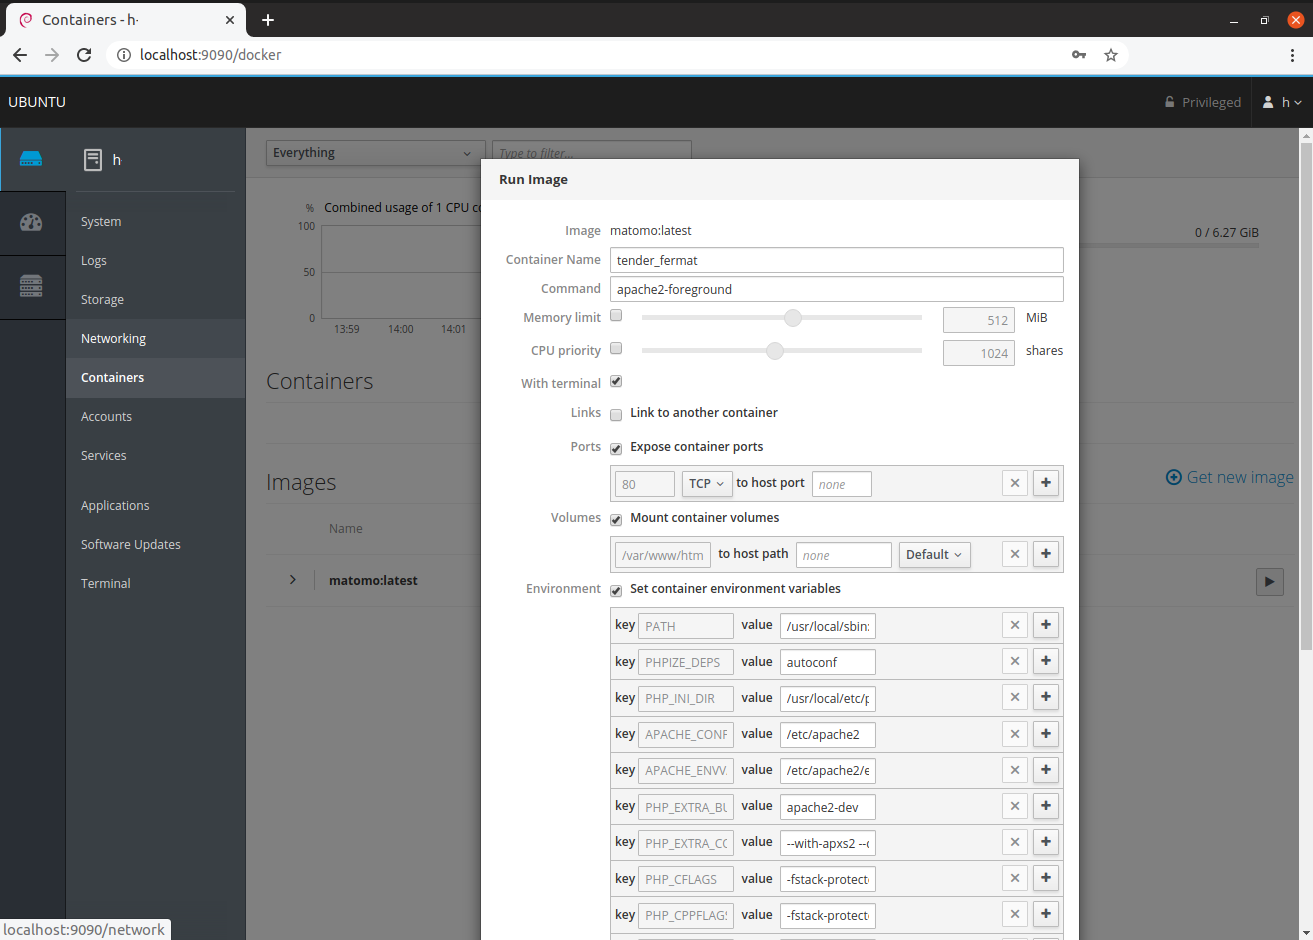 Containers - h
localhost:9090/docker
UBUNTU
Privileged
h
h
Everything
Type to filter...
Run Image
System
Logs
Storage
Networking
Containers
Accounts
Services
Applications
Software Updates
Terminal
% Combined usage of 1 CPU
100
50
0
13:59 14:00 14:01
0 / 6.27 GiB
Containers
Images
Get new image
Name
matomo:latest
Image matomo:latest
Container Name tender_fermat
Command apache2-foreground
Memory limit 512 MiB
CPU priority 1024 shares
With terminal
Links Link to another container
Ports Expose container ports
80 TCP to host port none
Volumes Mount container volumes
/var/www/htm to host path none Default
Environment Set container environment variables
key PATH value /usr/local/sbin:
key PHPIZE_DEPS value autoconf
key PHP_INI_DIR value /usr/local/etc/p
key APACHE_CONF value /etc/apache2
key APACHE_ENVV value /etc/apache2/e
key PHP_EXTRA_BU value apache2-dev
key PHP_EXTRA_CO value --with-apxs2 --d
key PHP_CFLAGS value -fstack-protect
key PHP_CPPFLAGS value -fstack-protect
localhost:9090/network